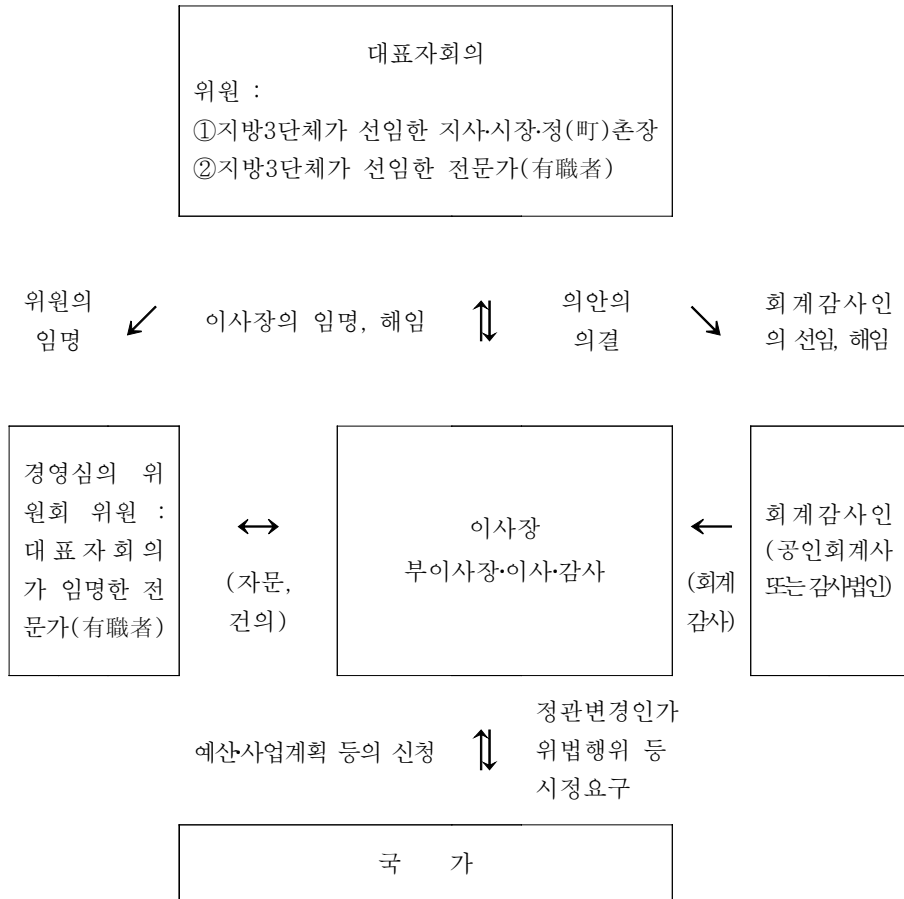 대표자회의
위원 :
①지방3단체가 선임한 지사·시장·정(町)촌장
②지방3단체가 선임한 전문가(有職者)
위원의
임명
이사장의 임명, 해임
의안의
의결
회계감사인
의 선임, 해임
경영심의 위
원회 위원 :
대표자회의
가 임명한 전
문가(有職者)
(자문,
건의)
이사장
부이사장·이사·감사
(회계
감사)
회계감사인
(공인회계사
또는 감사법인)
예산·사업계획 등의 신청
정관변경인가
위법행위 등
시정요구
국 가